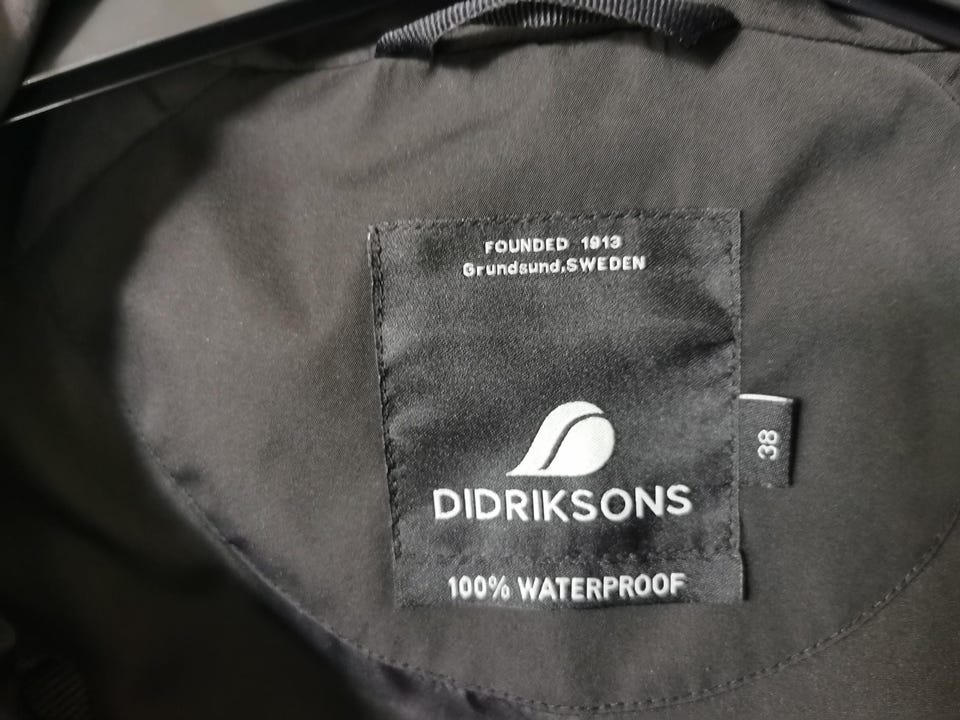 FOUNDED 1913
Grundsund,SWEDEN
DIDRIKSONS
38
100% WATERPROOF